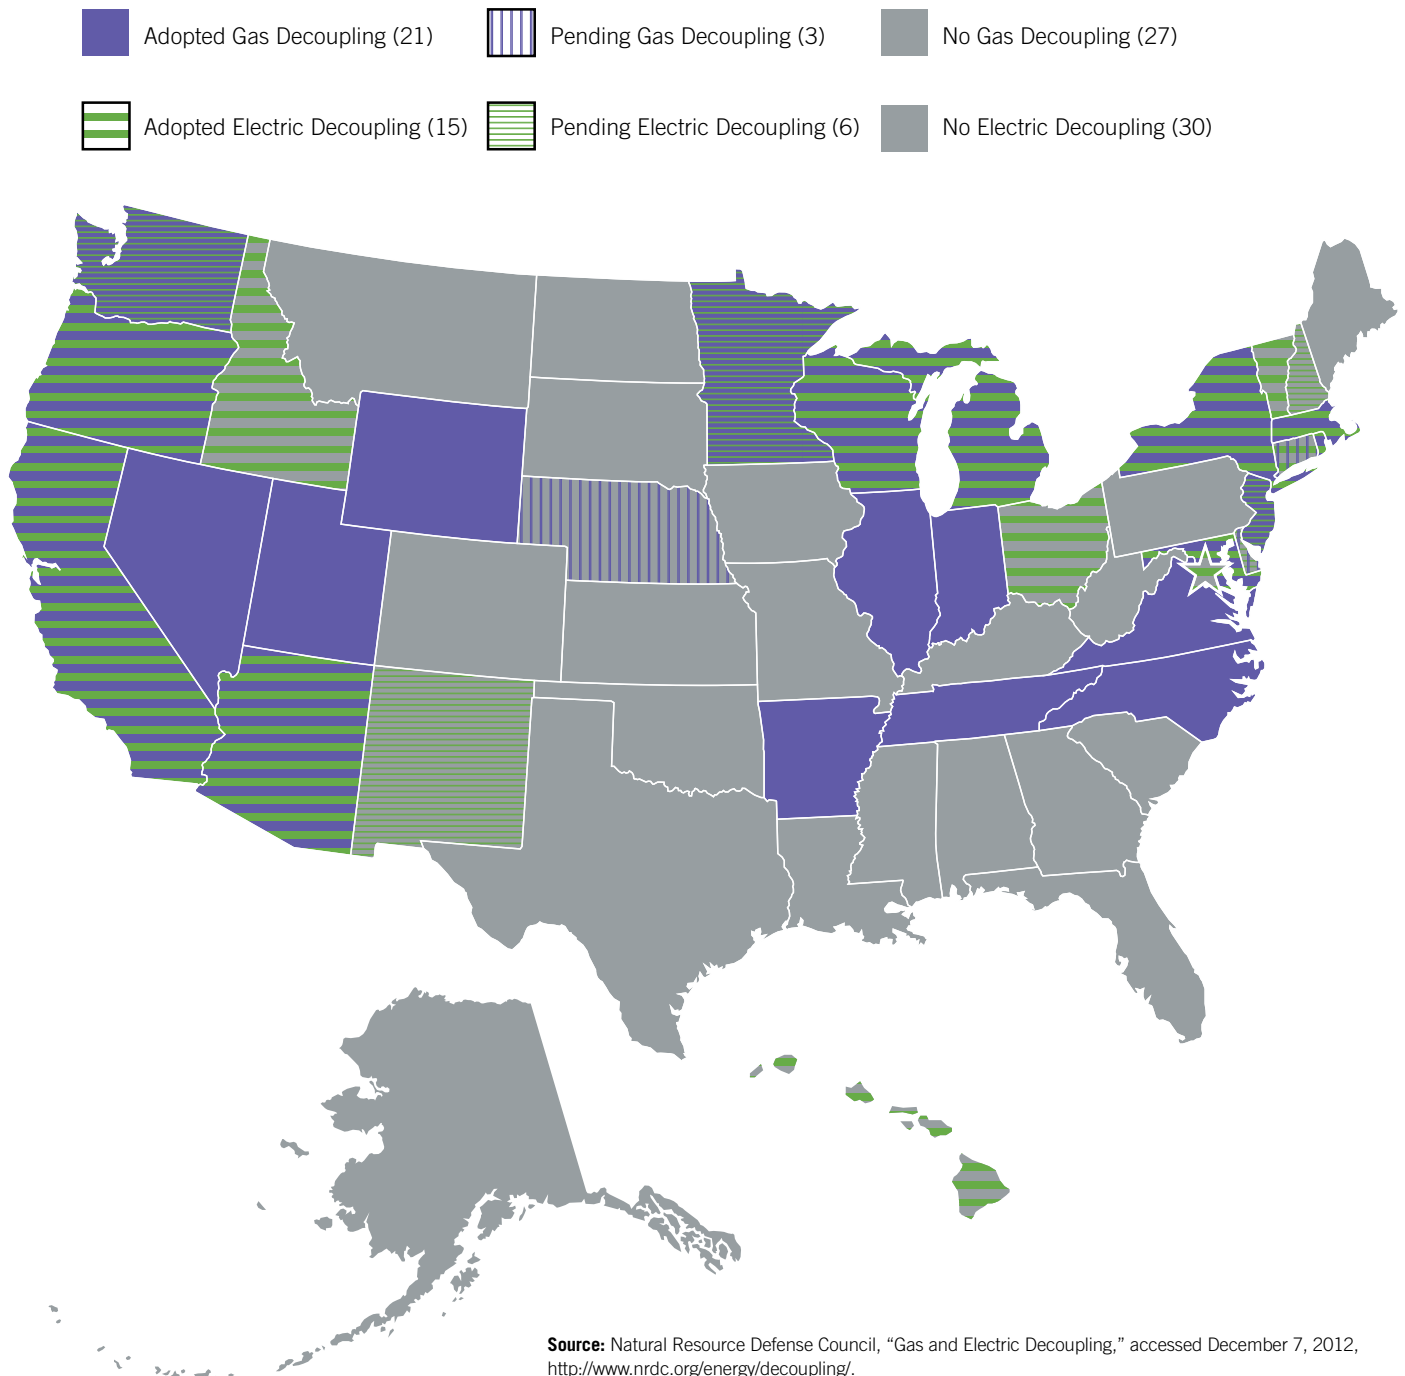 Adopted Gas Decoupling (21)
Pending Gas Decoupling (3)
No Gas Decoupling (27)
Adopted Electric Decoupling (15)
Pending Electric Decoupling (6)
No Electric Decoupling (30)
Source: Natural Resource Defense Council, “Gas and Electric Decoupling,” accessed December 7, 2012,
http://www.nrdc.org/energy/decoupling/.